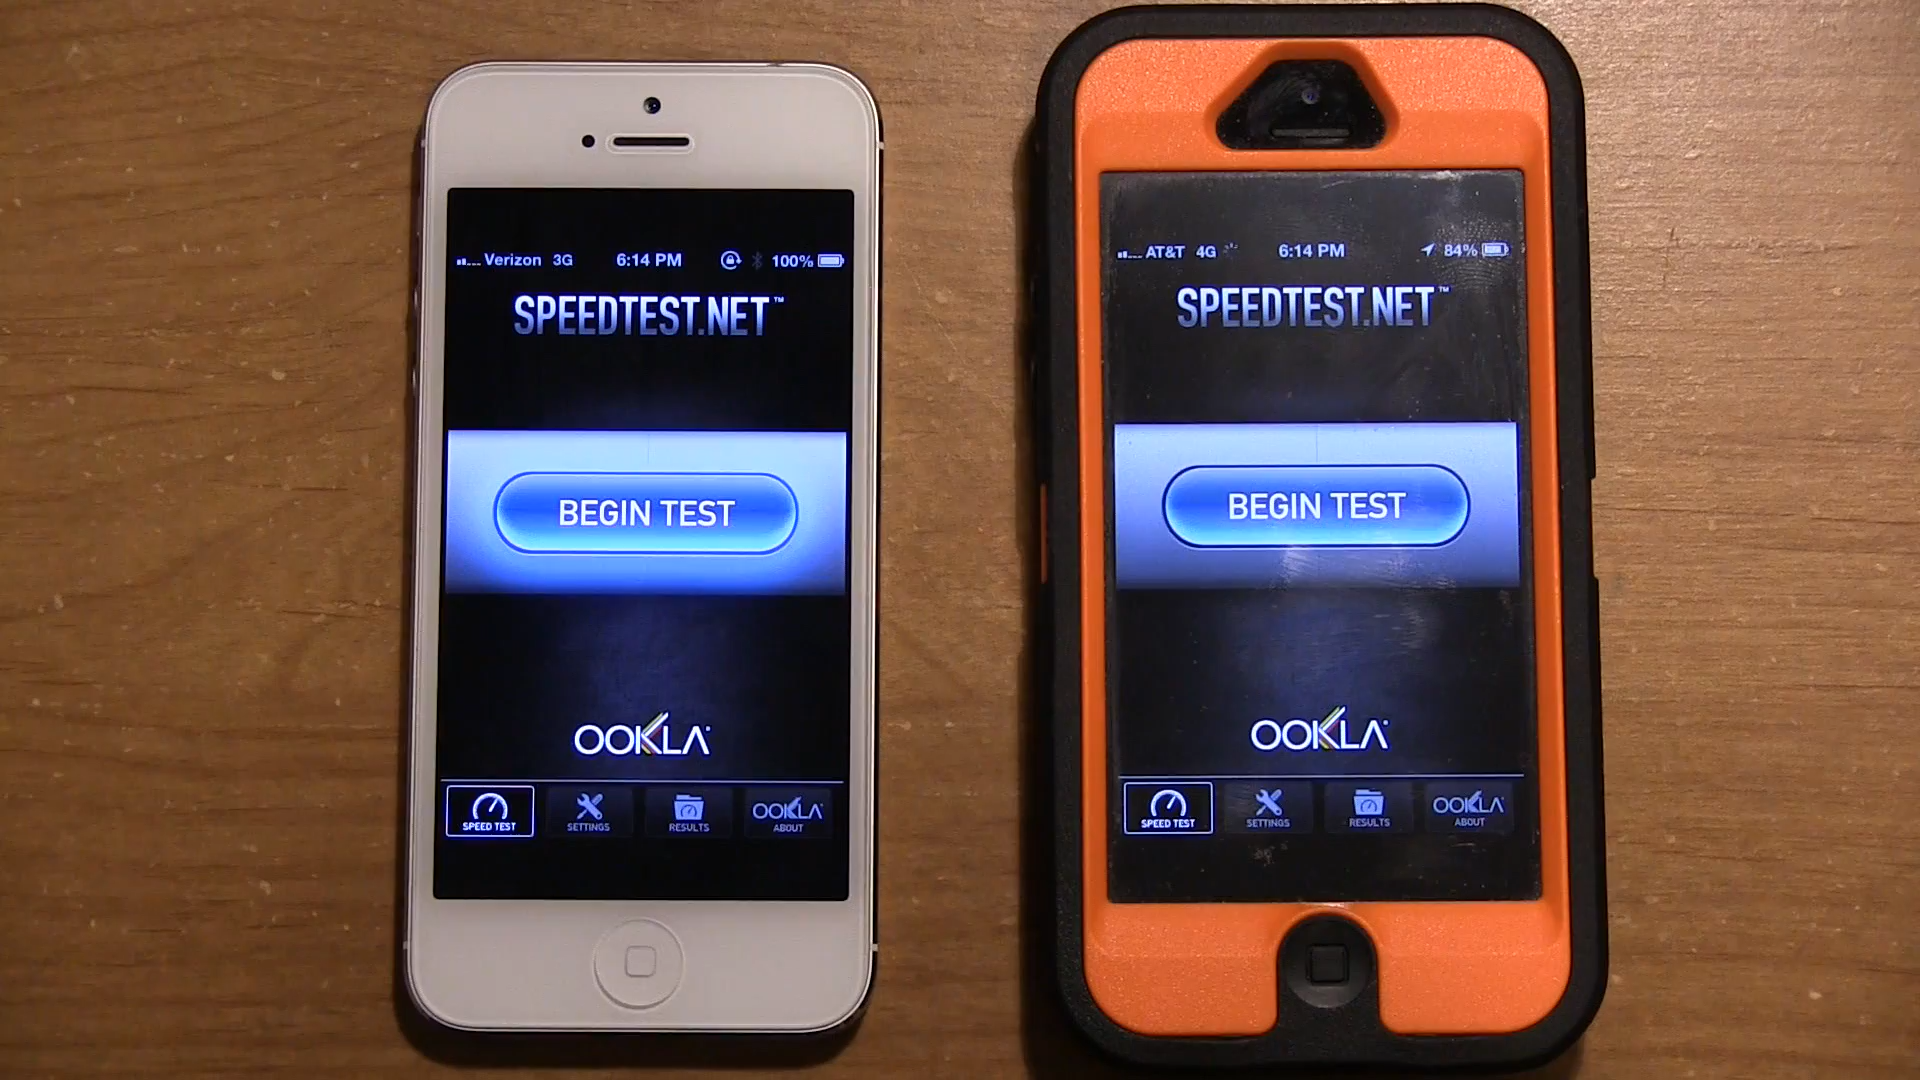 Verizon 3G 6:14 PM 100%
SPEEDTEST.NET™
BEGIN TEST
OOKLA
SPEED TEST SETTINGS RESULTS OOKLA ABOUT
AT&T 4G 6:14 PM 84%
SPEEDTEST.NET™
BEGIN TEST
OOKLA
SPEED TEST SETTINGS RESULTS OOKLA ABOUT